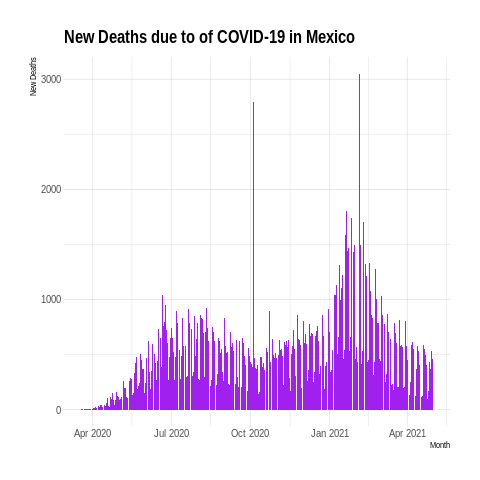 New Deaths due to of COVID-19 in Mexico
New Deaths
3000
2000
1000
0
Apr 2020 Jul 2020 Oct 2020 Jan 2021 Apr 2021
Month